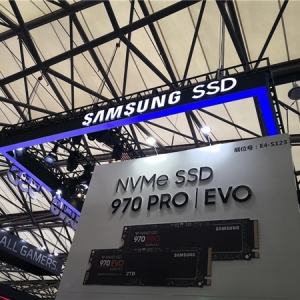 SAMSUNG SSD
展位号：E4-S123
NVMe SSD
970 PRO | EVO
ALL GAMERS
970 PRO
SAMSUNG
970 PRO
SAMSUNG
2TB